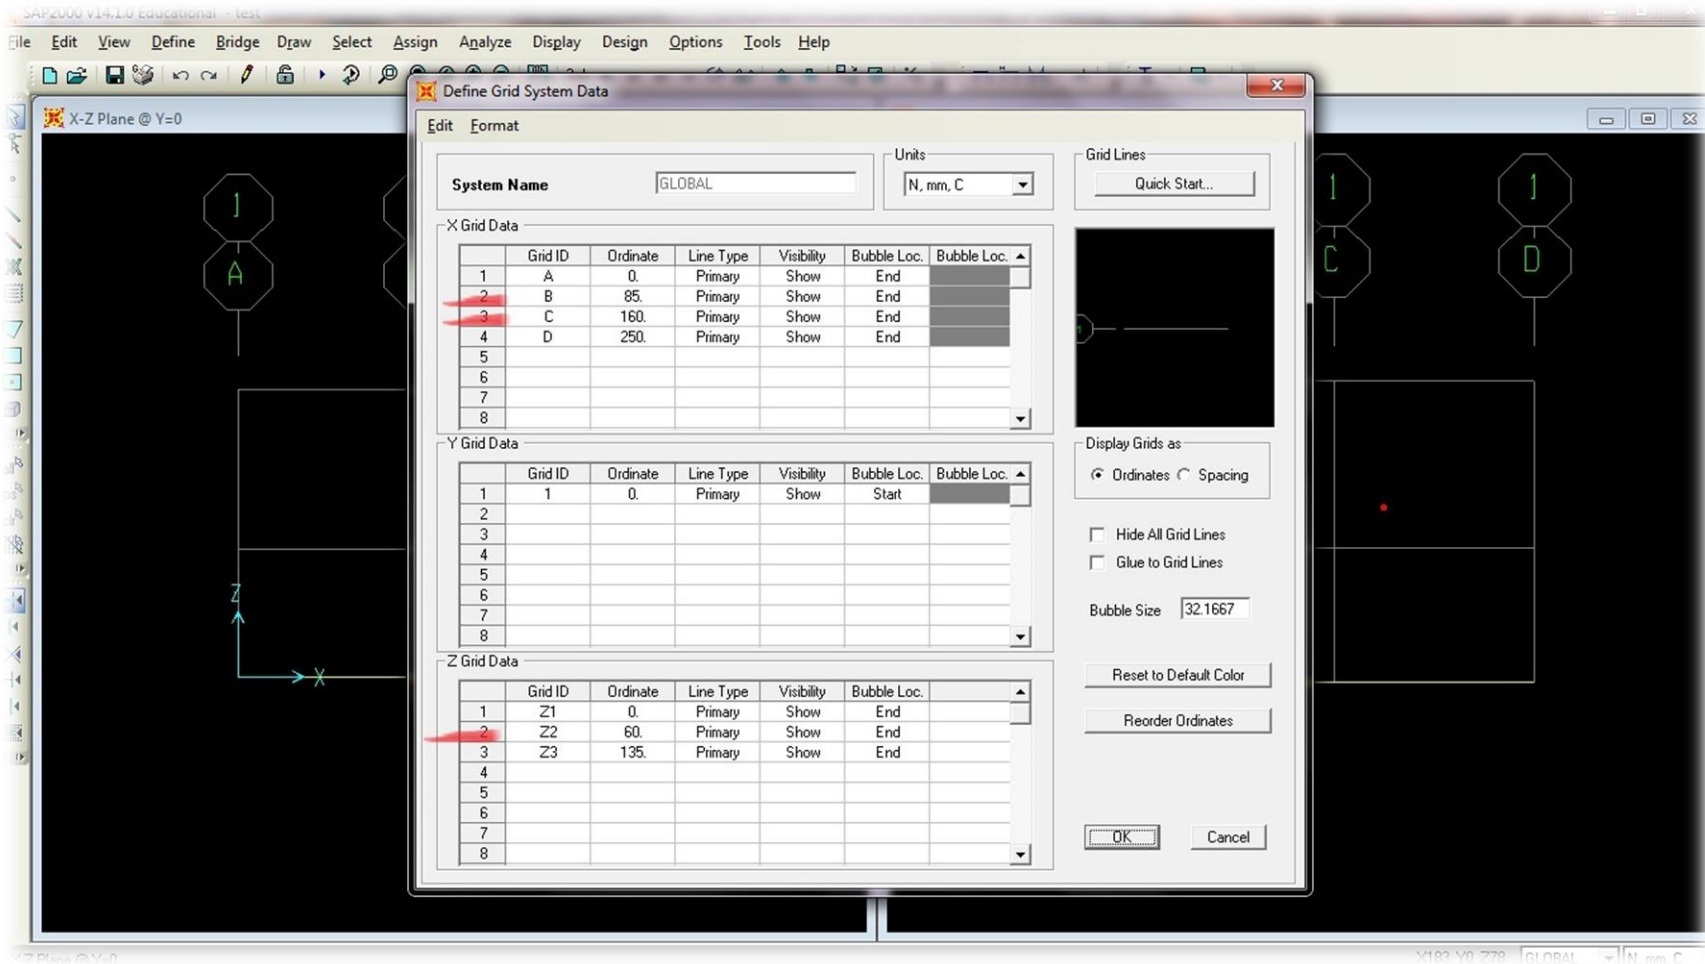 SAP2000 v14.1.0 Educational - test
File Edit View Define Bridge Draw Select Assign Analyze Display Design Options Tools Help
Define Grid System Data
X-Z Plane @ Y=0
Edit Format
System Name GLOBAL
Units
N, mm, C
Grid Lines
Quick Start...
X Grid Data
Grid ID Ordinate Line Type Visibility Bubble Loc. Bubble Loc.
1 A 0. Primary Show End
2 B 85. Primary Show End
3 C 160. Primary Show End
4 D 250. Primary Show End
5
6
7
8
Y Grid Data
Grid ID Ordinate Line Type Visibility Bubble Loc. Bubble Loc.
1 1 0. Primary Show Start
2
3
4
5
6
7
8
Z Grid Data
Grid ID Ordinate Line Type Visibility Bubble Loc.
1 Z1 0. Primary Show End
2 Z2 60. Primary Show End
3 Z3 135. Primary Show End
4
5
6
7
8
1
Display Grids as
Ordinates Spacing
Hide All Grid Lines
Glue to Grid Lines
Bubble Size 32.1667
Reset to Default Color
Reorder Ordinates
OK Cancel
1
A
Z
X
1 1
C D
X-Z Plane @ Y=0
X183 Y0 Z78 GLOBAL N, mm, C